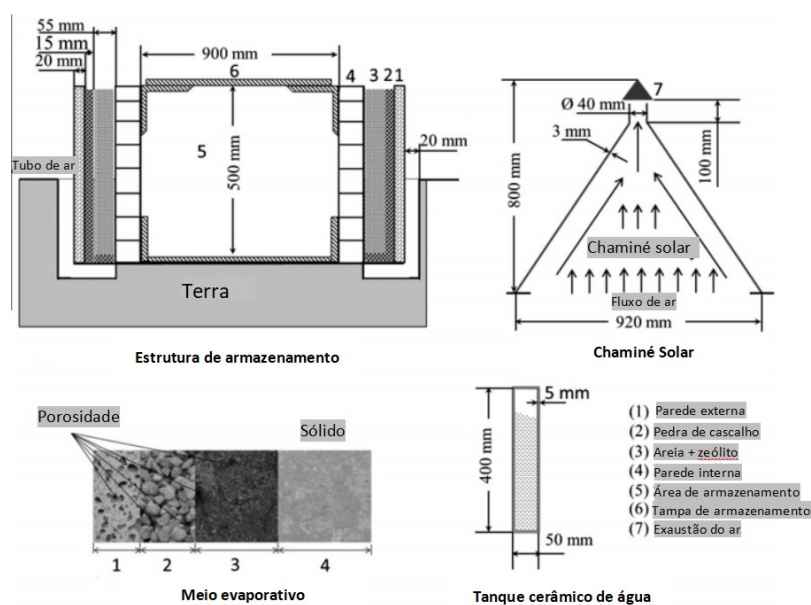 55 mm
15 mm
20 mm
900 mm
6
4 3 2 1
5
500 mm
20 mm
Tubo de ar
Terra
Estrutura de armazenamento
7
Ø 40 mm
3 mm
100 mm
800 mm
Chaminé solar
Fluxo de ar
920 mm
Chaminé Solar
Porosidade
Sólido
1 2 3 4
Meio evaporativo
5 mm
400 mm
50 mm
Tanque cerâmico de água
(1) Parede externa
(2) Pedra de cascalho
(3) Areia + zeólito
(4) Parede interna
(5) Área de armazenamento
(6) Tampa de armazenamento
(7) Exaustão do ar